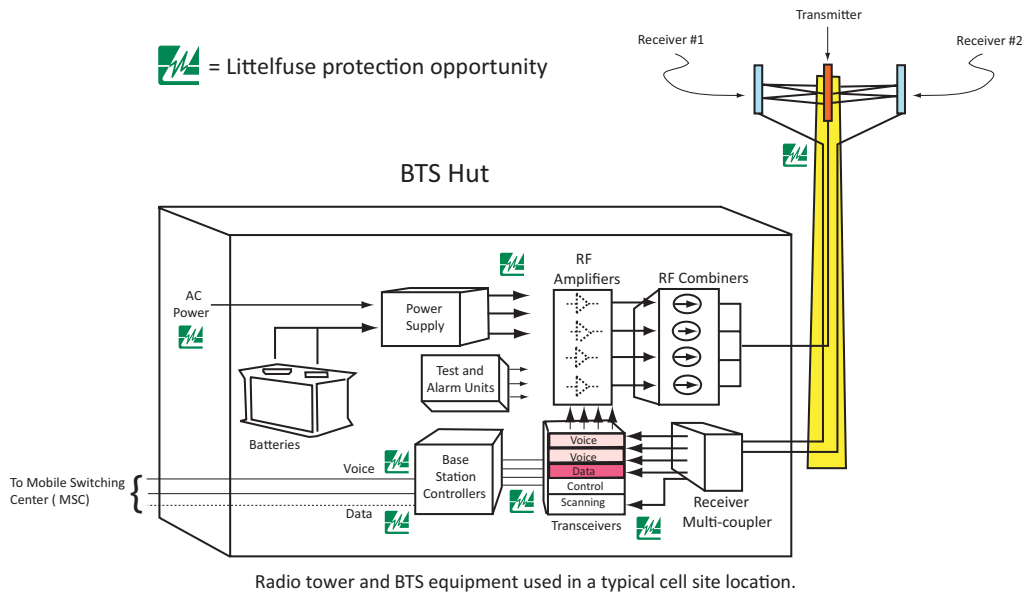 Transmitter
Receiver #1
Receiver #2
= Littelfuse protection opportunity
BTS Hut
RF
Amplifiers
RF Combiners
AC
Power
Power
Supply
Test and
Alarm Units
Batteries
Voice
Voice
Data
Control
Scanning
Transceivers
Base
Station
Controllers
Voice
Data
To Mobile Switching
Center ( MSC)
Receiver
Multi-coupler
Radio tower and BTS equipment used in a typical cell site location.